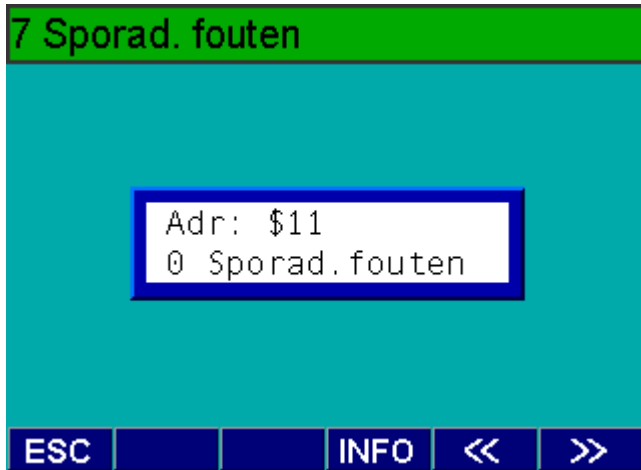 7 Sporad. fouten
Adr: $11
0 Sporad.fouten
ESC INFO << >>